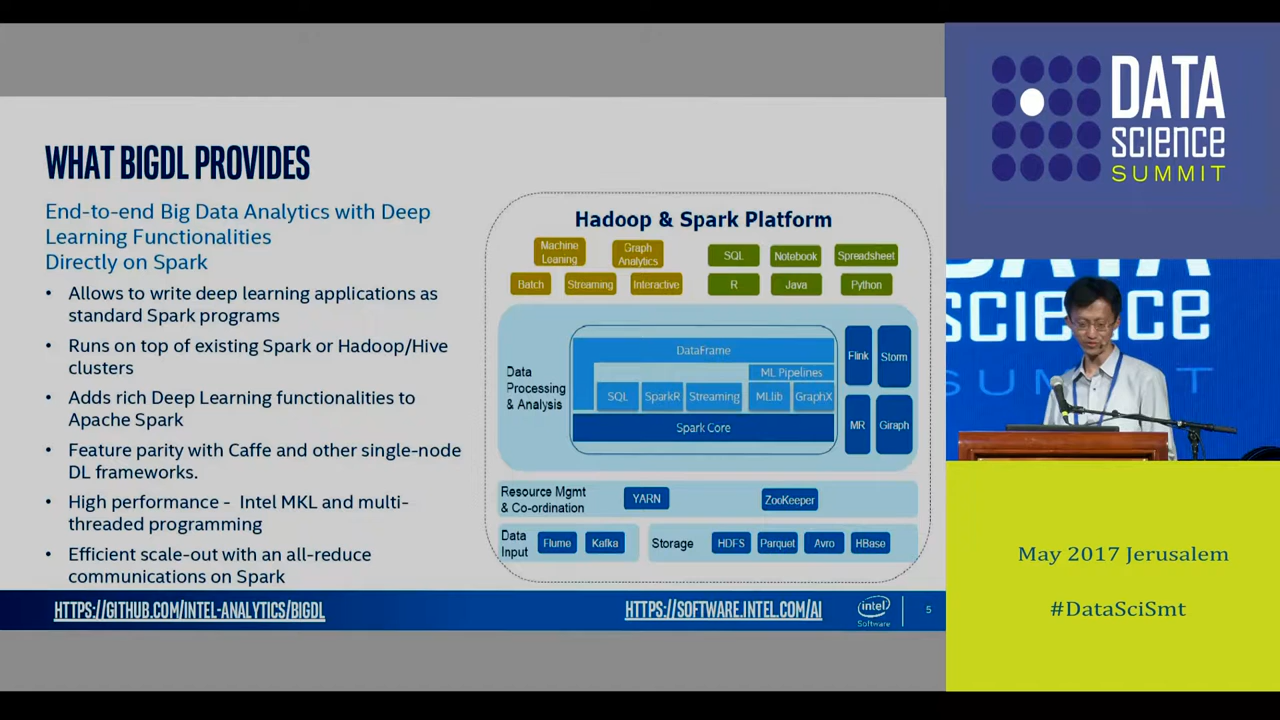 WHAT BIGDL PROVIDES
End-to-end Big Data Analytics with Deep
Learning Functionalities
Directly on Spark
• Allows to write deep learning applications as
standard Spark programs
• Runs on top of existing Spark or Hadoop/Hive
clusters
• Adds rich Deep Learning functionalities to
Apache Spark
• Feature parity with Caffe and other single-node
DL frameworks.
• High performance - Intel MKL and multi-
threaded programming
• Efficient scale-out with an all-reduce
communications on Spark
Hadoop & Spark Platform
Machine
Leaning
Graph
Analytics
SQL
Notebook
Spreadsheet
Batch
Streaming
Interactive
R
Java
Python
Data
Processing
& Analysis
DataFrame
ML Pipelines
SQL
SparkR
Streaming
MLlib
GraphX
Spark Core
Flink
Storm
MR
Giraph
Resource Mgmt
& Co-ordination
YARN
ZooKeeper
Data
Input
Flume
Kafka
Storage
HDFS
Parquet
Avro
HBase
HTTPS://GITHUB.COM/INTEL-ANALYTICS/BIGDL
HTTPS://SOFTWARE.INTEL.COM/AI
intel
Software
5
DATA
SCIENCE
SUMMIT
DATA
SCIENCE
SUMMIT
May 2017 Jerusalem
#DataSciSmt